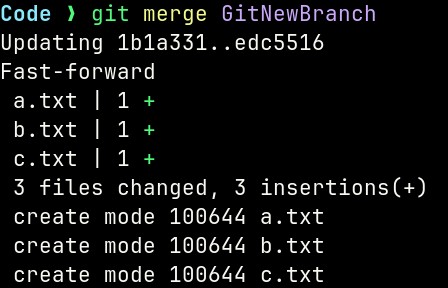 Code ❯ git merge GitNewBranch
Updating 1b1a331..edc5516
Fast-forward
 a.txt | 1 +
 b.txt | 1 +
 c.txt | 1 +
 3 files changed, 3 insertions(+)
 create mode 100644 a.txt
 create mode 100644 b.txt
 create mode 100644 c.txt